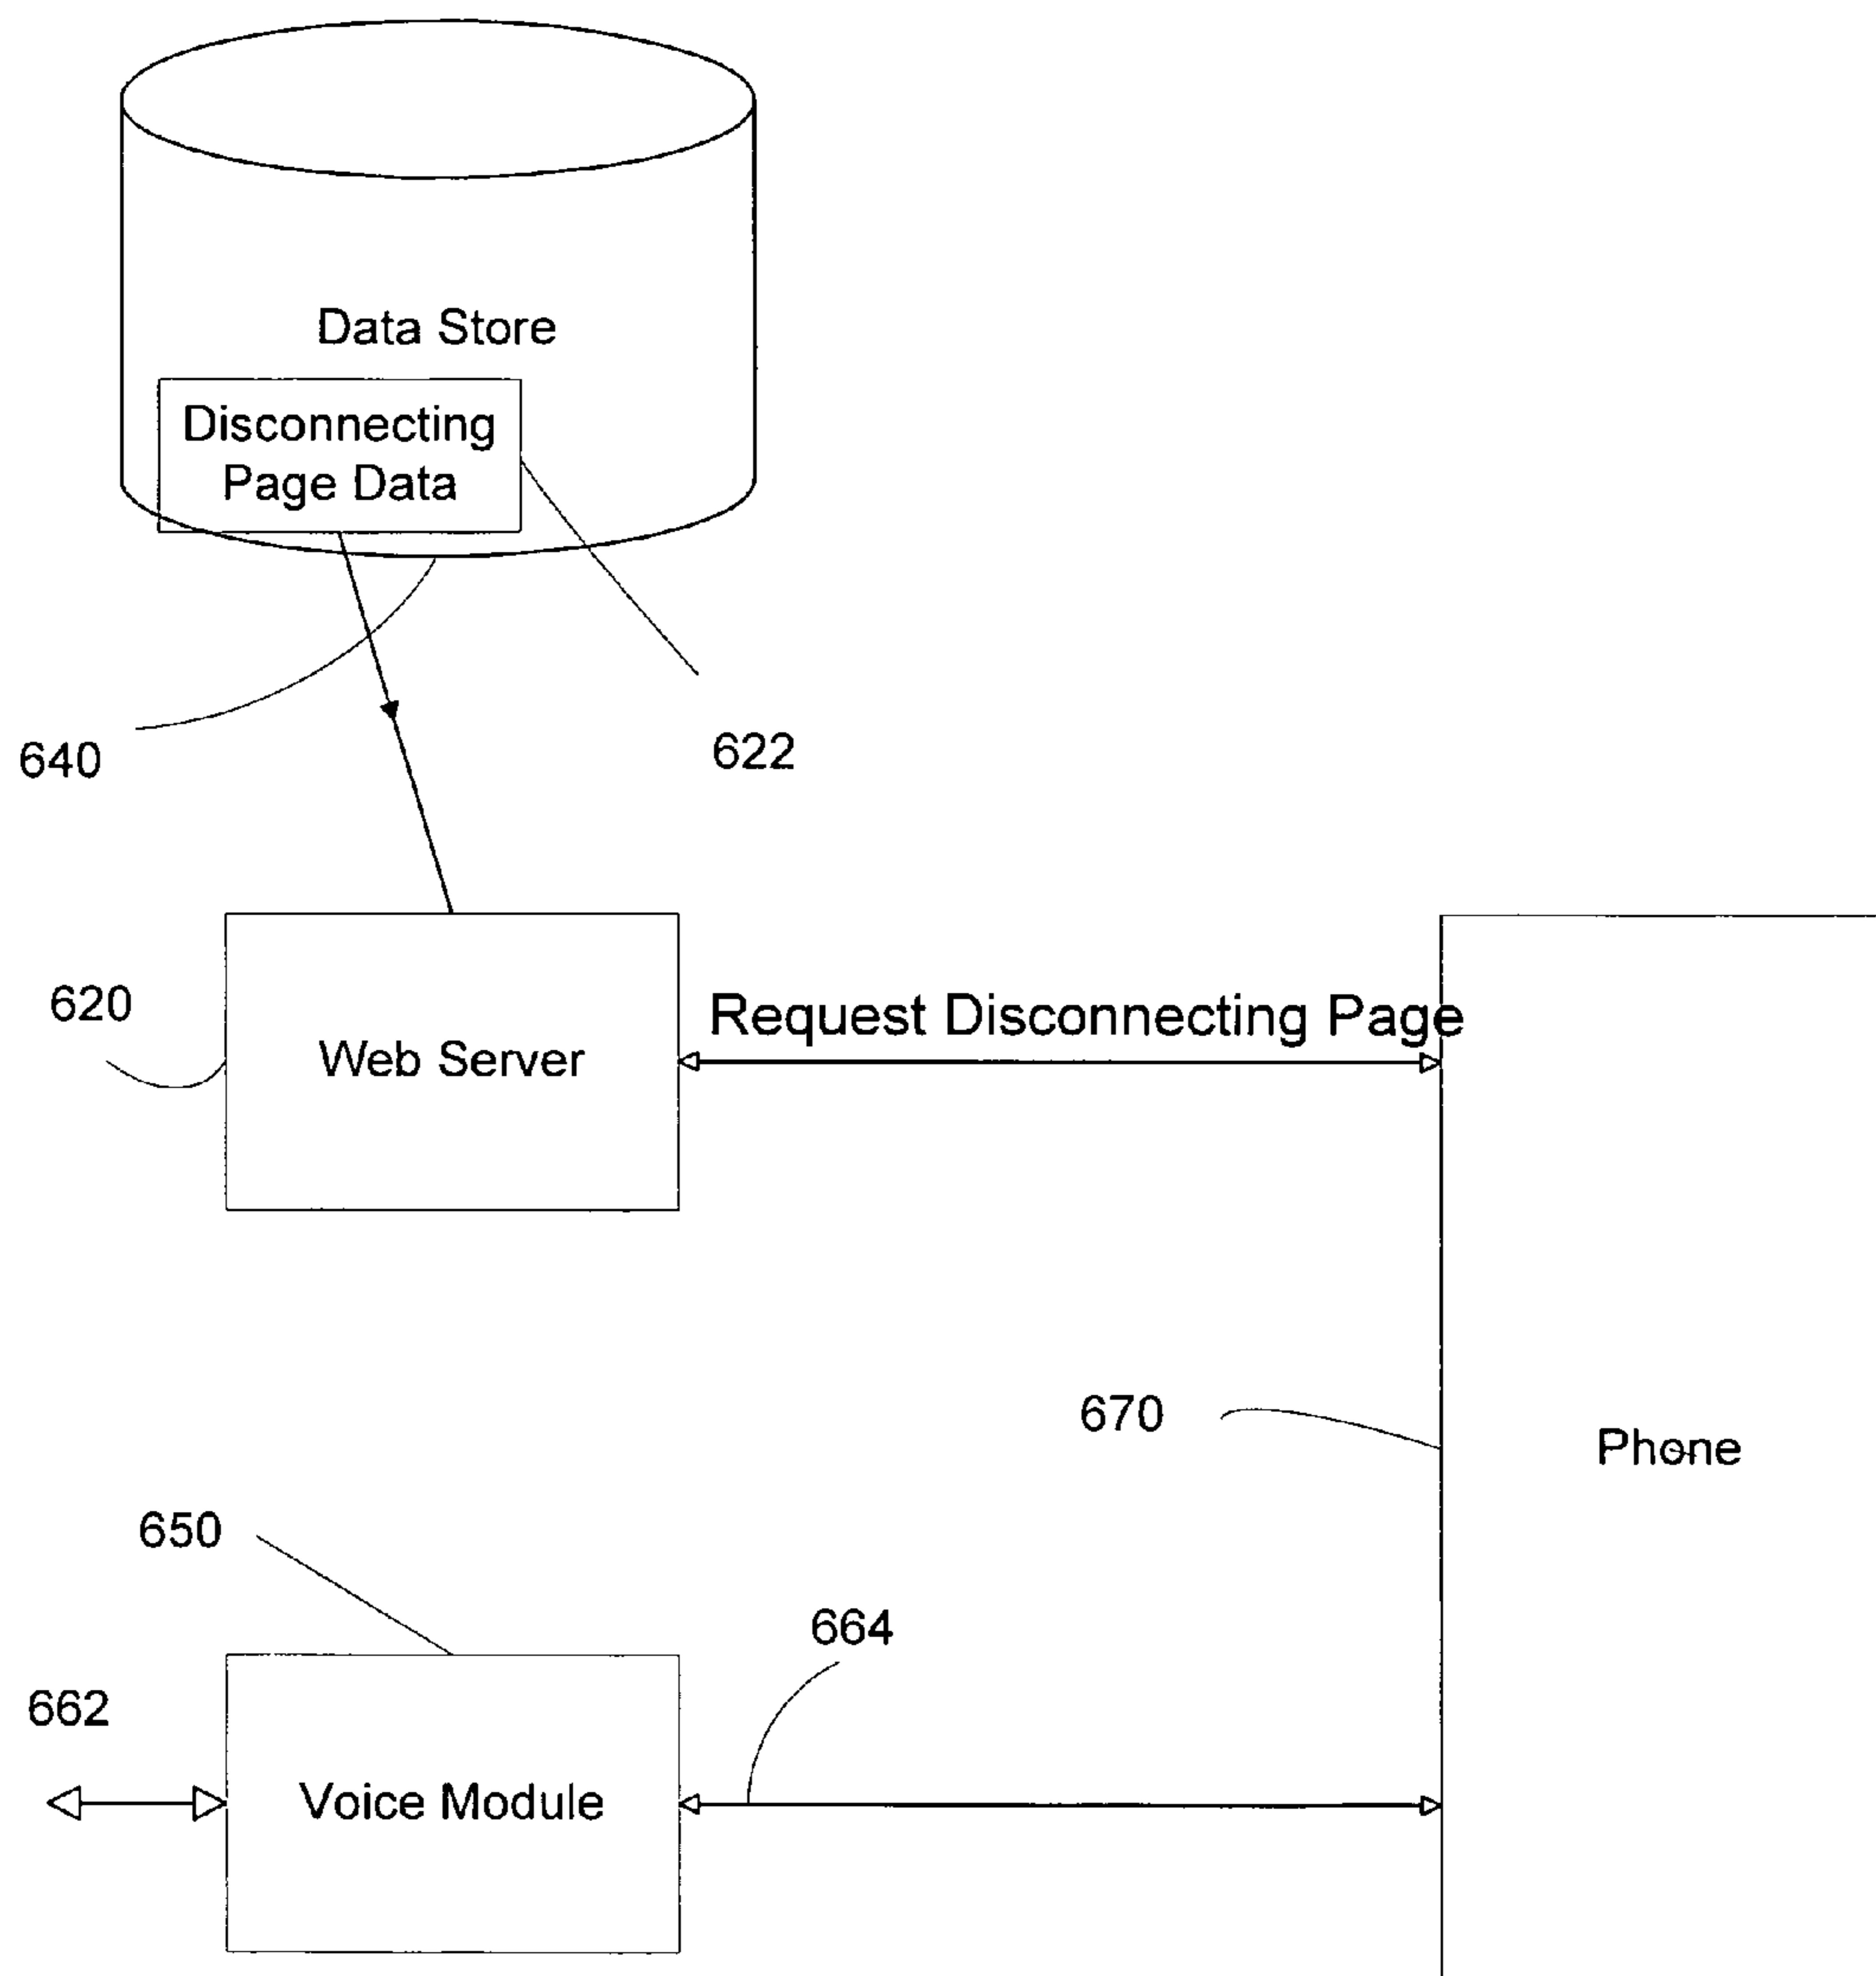 Data Store
Disconnecting
Page Data
640
622
620
Web Server
Request Disconnecting Page
670
Phone
650
664
662
Voice Module